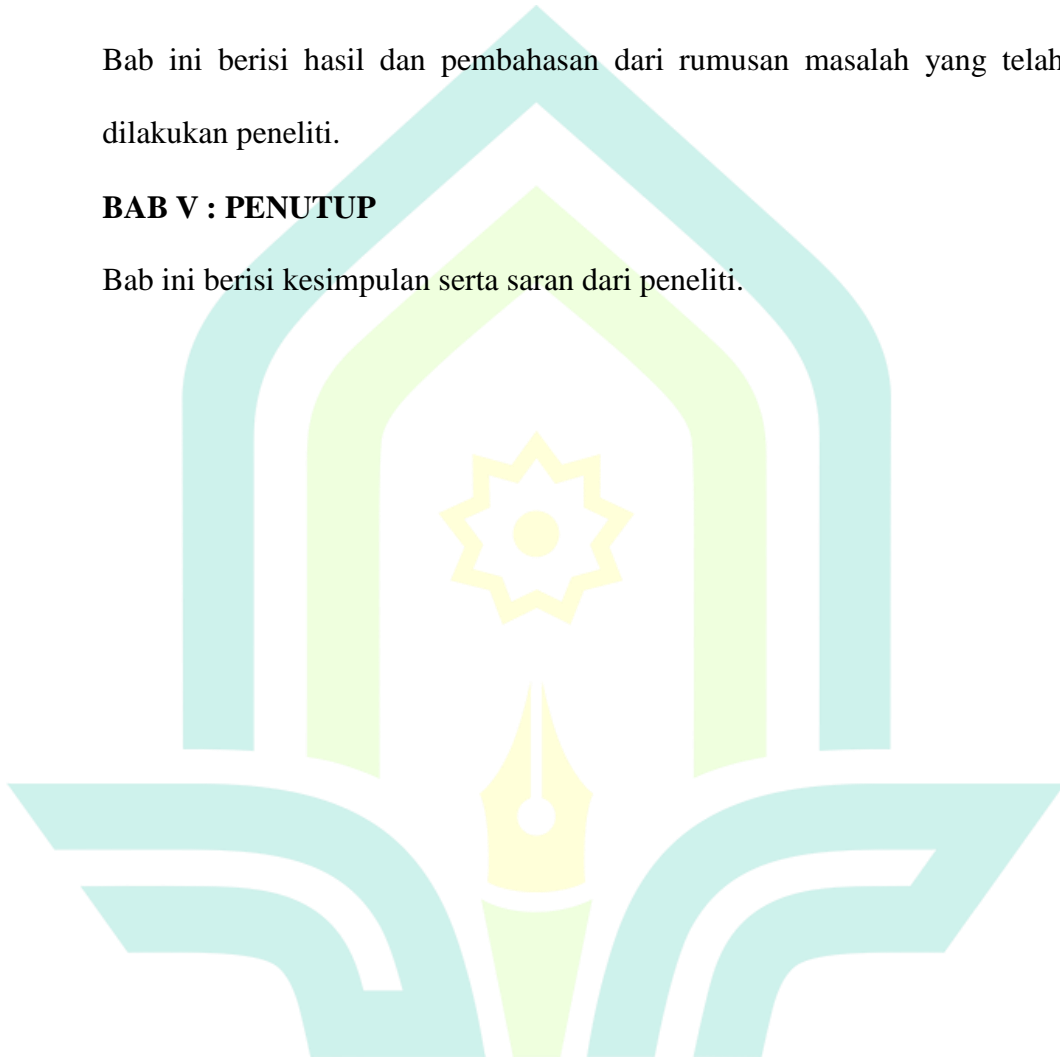 Bab ini berisi hasil dan pembahasan dari rumusan masalah yang telah
dilakukan peneliti.
BAB V : PENUTUP
Bab ini berisi kesimpulan serta saran dari peneliti.